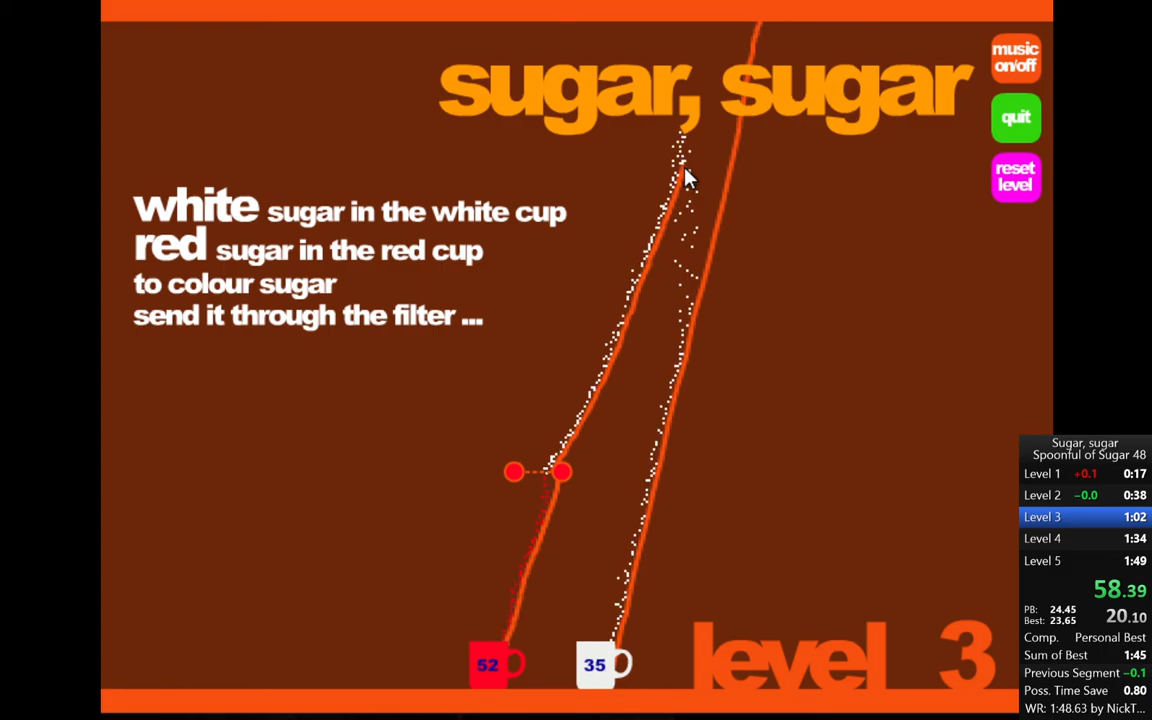 sugar, sugar
music
on/off
quit
reset
level
white sugar in the white cup
red sugar in the red cup
to colour sugar
send it through the filter ...
52
35
level 3
Sugar, sugar
Spoonful of Sugar 48
Level 1 +0.1 0:17
Level 2 −0.0 0:38
Level 3 1:02
Level 4 1:34
Level 5 1:49
58.39
PB: 24.45
Best: 23.65
20.10
Comp. Personal Best
Sum of Best 1:45
Previous Segment −0.1
Poss. Time Save 0.80
WR: 1:48.63 by NickT...